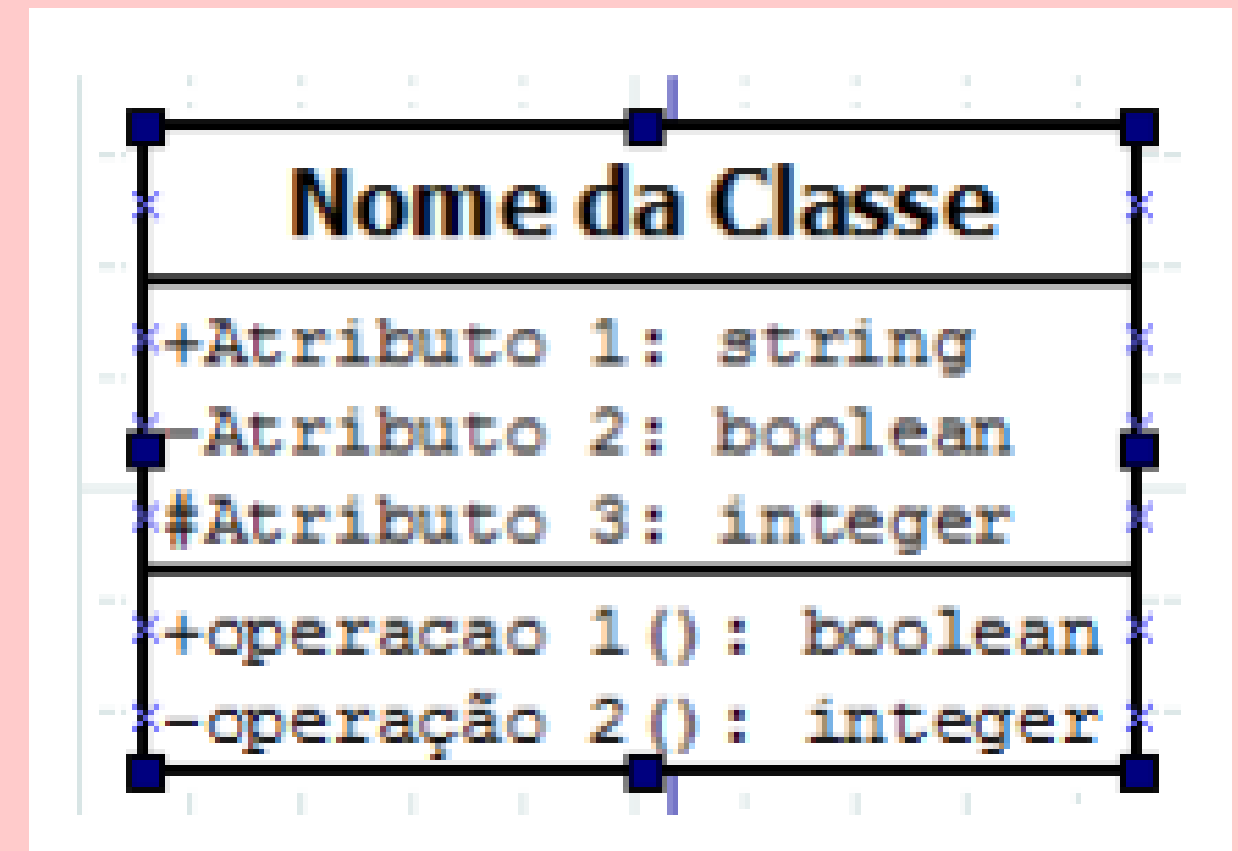 Nome da Classe
+Atributo 1: string
-Atributo 2: boolean
#Atributo 3: integer
+operacao 1(): boolean
-operação 2(): integer